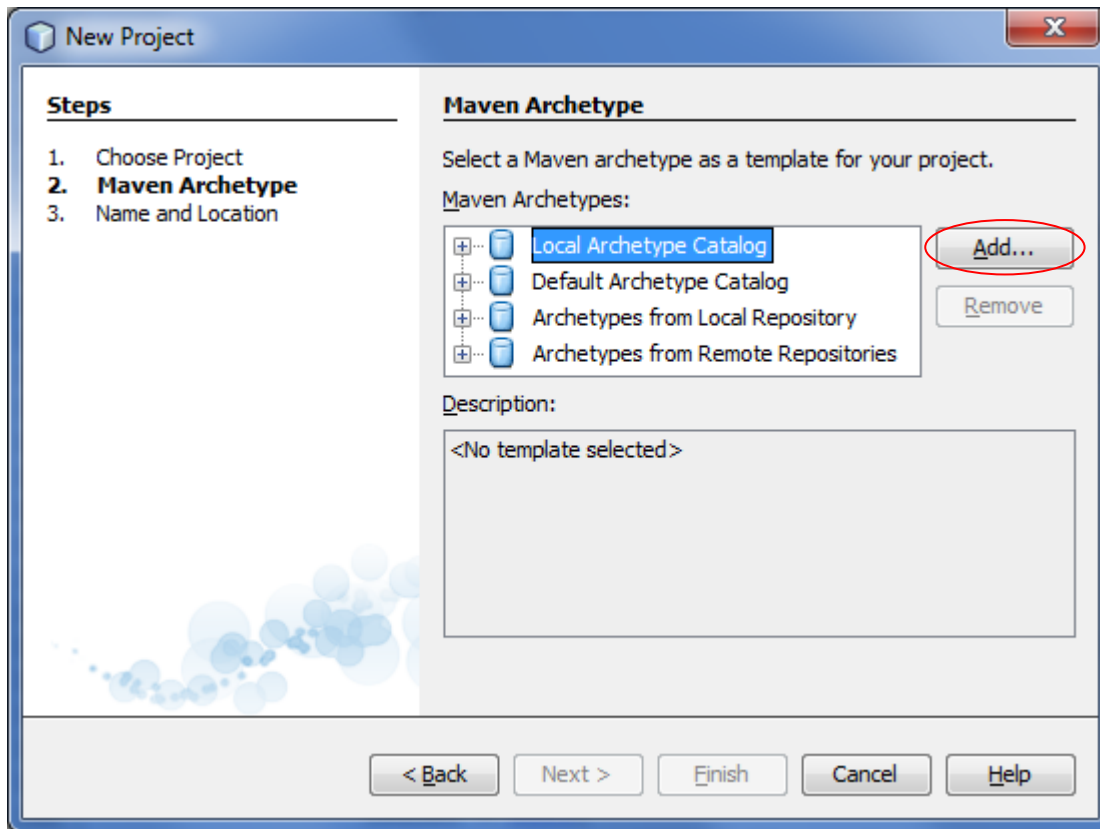 New Project
Steps
1. Choose Project
2. Maven Archetype
3. Name and Location
Maven Archetype
Select a Maven archetype as a template for your project.
Maven Archetypes:
Local Archetype Catalog
Default Archetype Catalog
Archetypes from Local Repository
Archetypes from Remote Repositories
Add...
Remove
Description:
<No template selected>
< Back Next > Finish Cancel Help